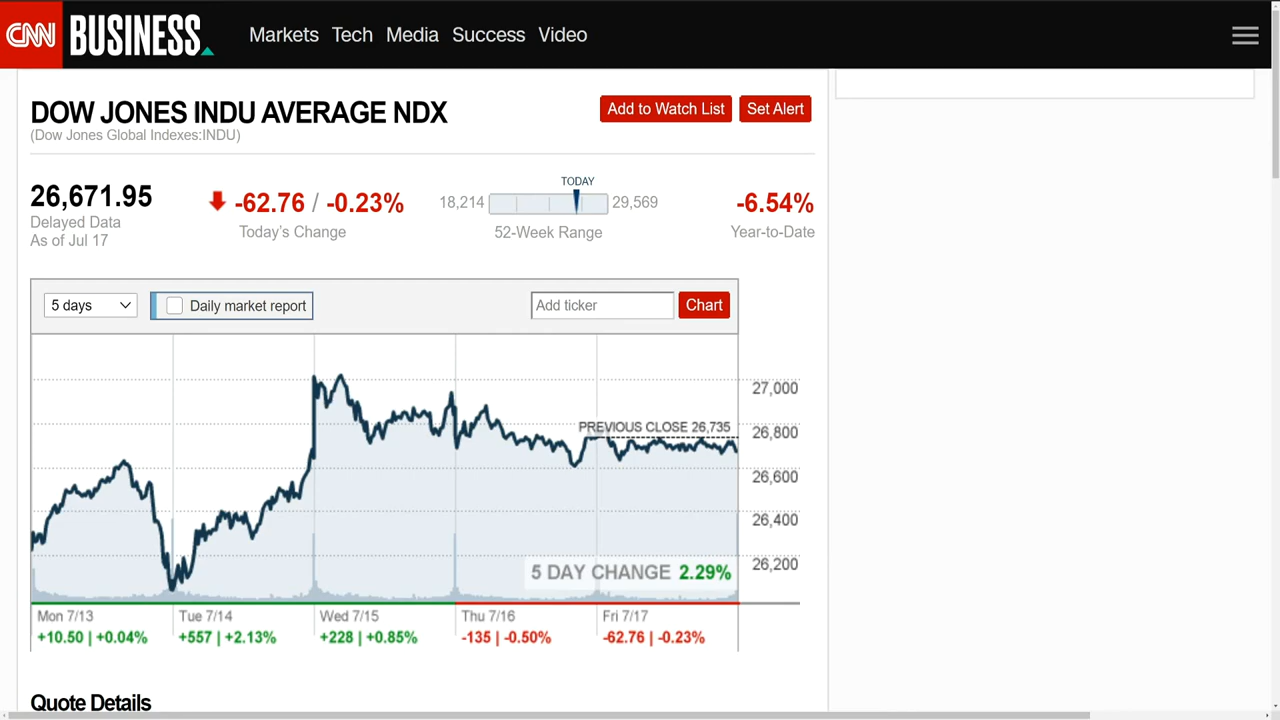 CNN BUSINESS Markets Tech Media Success Video
DOW JONES INDU AVERAGE NDX
(Dow Jones Global Indexes:INDU)
Add to Watch List Set Alert
26,671.95
Delayed Data
As of Jul 17
-62.76 / -0.23%
Today's Change
TODAY
18,214 29,569
52-Week Range
-6.54%
Year-to-Date
5 days Daily market report Add ticker Chart
27,000
PREVIOUS CLOSE 26,735
26,800
26,600
26,400
26,200
5 DAY CHANGE 2.29%
Mon 7/13 Tue 7/14 Wed 7/15 Thu 7/16 Fri 7/17
+10.50 | +0.04% +557 | +2.13% +228 | +0.85% -135 | -0.50% -62.76 | -0.23%
Quote Details